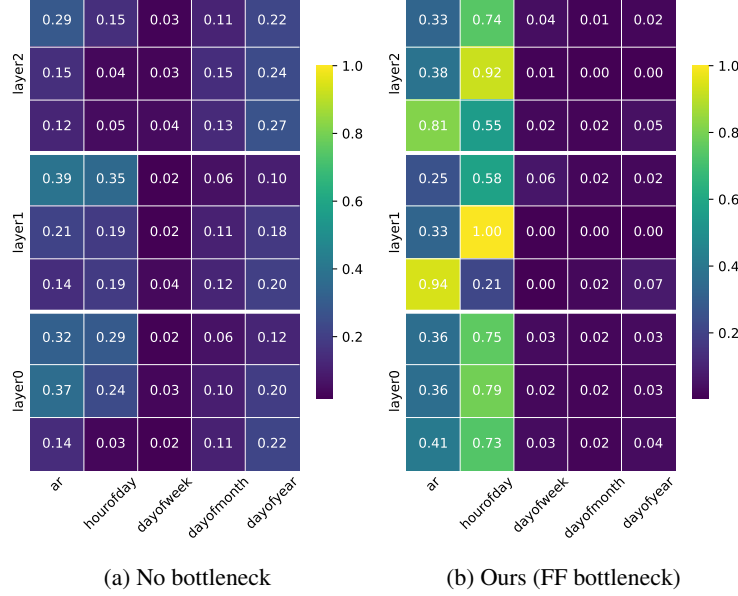 layer2
0.29 0.15 0.03 0.11 0.22
0.15 0.04 0.03 0.15 0.24
0.12 0.05 0.04 0.13 0.27
layer1
0.39 0.35 0.02 0.06 0.10
0.21 0.19 0.02 0.11 0.18
0.14 0.19 0.04 0.12 0.20
layer0
0.32 0.29 0.02 0.06 0.12
0.37 0.24 0.03 0.10 0.20
0.14 0.03 0.02 0.11 0.22
ar hourofday dayofweek dayofmonth dayofyear
1.0
0.8
0.6
0.4
0.2
(a) No bottleneck
layer2
0.33 0.74 0.04 0.01 0.02
0.38 0.92 0.01 0.00 0.00
0.81 0.55 0.02 0.02 0.05
layer1
0.25 0.58 0.06 0.02 0.02
0.33 1.00 0.00 0.00 0.00
0.94 0.21 0.00 0.02 0.07
layer0
0.36 0.75 0.03 0.02 0.03
0.36 0.79 0.02 0.02 0.03
0.41 0.73 0.03 0.02 0.04
ar hourofday dayofweek dayofmonth dayofyear
1.0
0.8
0.6
0.4
0.2
(b) Ours (FF bottleneck)